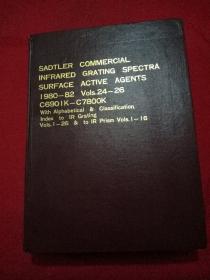 SADTLER COMMERCIAL
INFRARED GRATING SPECTRA
SURFACE ACTIVE AGENTS
1980-82 Vols. 24-26
C6901K-C7800K
With Alphabetical & Classification
Index to IR Grating
Vols. 1-26 & to IR Prism Vols. 1-16